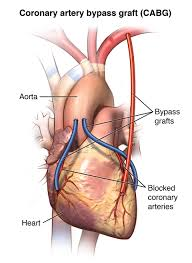 Coronary artery bypass graft (CABG)
Aorta
Bypass
grafts
Blocked
coronary
arteries
Heart